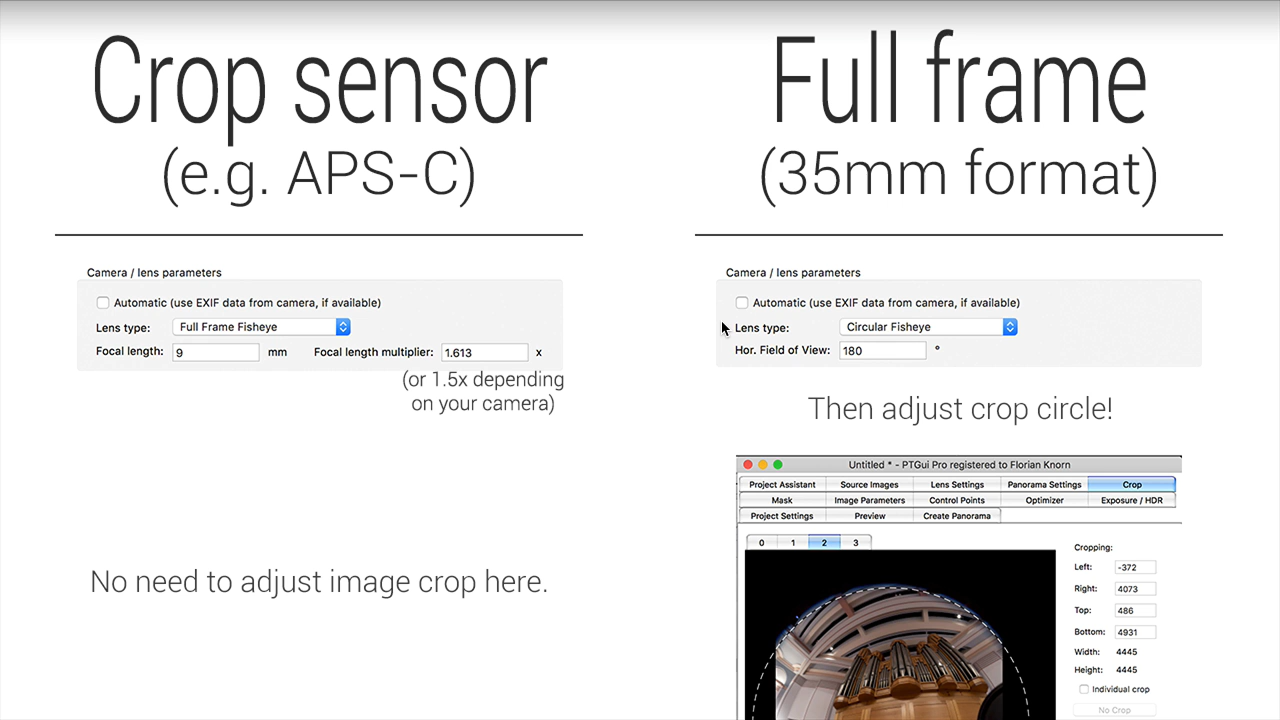 Crop sensor
(e.g. APS-C)
Camera / lens parameters
Automatic (use EXIF data from camera, if available)
Lens type: Full Frame Fisheye
Focal length: 9 mm Focal length multiplier: 1.613 x
(or 1.5x depending
on your camera)
No need to adjust image crop here.
Full frame
(35mm format)
Camera / lens parameters
Automatic (use EXIF data from camera, if available)
Lens type: Circular Fisheye
Hor. Field of View: 180 °
Then adjust crop circle!
Untitled * - PTGui Pro registered to Florian Knorn
Project Assistant Source Images Lens Settings Panorama Settings Crop
Mask Image Parameters Control Points Optimizer Exposure / HDR
Project Settings Preview Create Panorama
0 1 2 3
Cropping:
Left: -372
Right: 4073
Top: 486
Bottom: 4931
Width: 4445
Height: 4445
Individual crop
No Crop